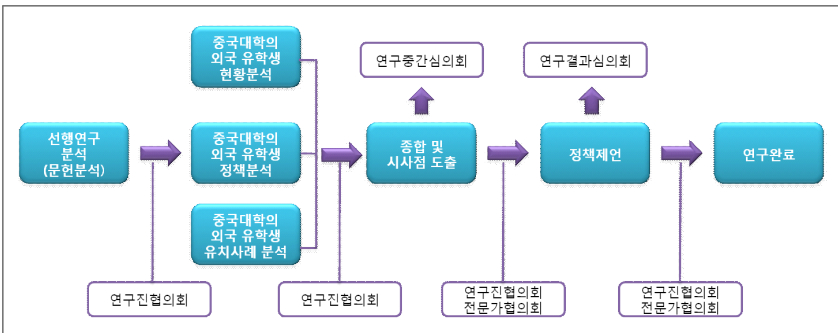 중국대학의
외국 유학생
현황분석
연구중간심의회
연구결과심의회
선행연구
분석
(문헌분석)
중국대학의
외국 유학생
정책분석
종합 및
시사점 도출
정책제언
연구완료
중국대학의
외국 유학생
유치사례 분석
연구진협의회
연구진협의회
연구진협의회
전문가협의회
연구진협의회
전문가협의회